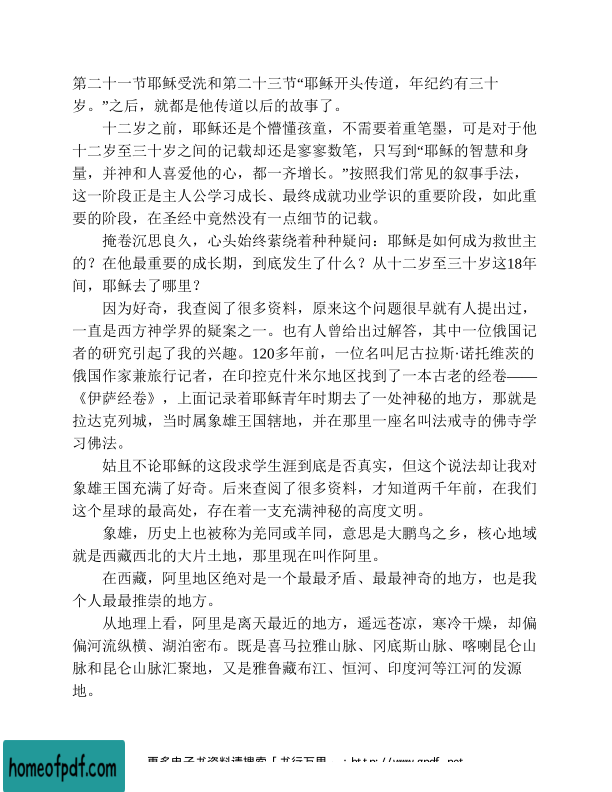 第二十一节耶稣受洗和第二十三节“耶稣开头传道，年纪约有三十
岁。”之后，就都是他传道以后的故事了。
十二岁之前，耶稣还是个懵懂孩童，不需要着重笔墨，可是对于他
十二岁至三十岁之间的记载却还是寥寥数笔，只写到“耶稣的智慧和身
量，并神和人喜爱他的心，都一齐增长。”按照我们常见的叙事手法，
这一阶段正是主人公学习成长、最终成就功业学识的重要阶段，如此重
要的阶段，在圣经中竟然没有一点细节的记载。
掩卷沉思良久，心头始终萦绕着种种疑问：耶稣是如何成为救世主
的？在他最重要的成长期，到底发生了什么？从十二岁至三十岁这18年
间，耶稣去了哪里？
因为好奇，我查阅了很多资料，原来这个问题很早就有人提出过，
一直是西方神学界的疑案之一。也有人曾给出过解答，其中一位俄国记
者的研究引起了我的兴趣。120多年前，一位名叫尼古拉斯·诺托维茨的
俄国作家兼旅行记者，在印控克什米尔地区找到了一本古老的经卷——
《伊萨经卷》，上面记录着耶稣青年时期去了一处神秘的地方，那就是
拉达克列城，当时属象雄王国辖地，并在那里一座名叫法戒寺的佛寺学
习佛法。
姑且不论耶稣的这段求学生涯到底是否真实，但这个说法却让我对
象雄王国充满了好奇。后来查阅了很多资料，才知道两千年前，在我们
这个星球的最高处，存在着一支充满神秘的高度文明。
象雄，历史上也被称为羌同或羊同，意思是大鹏鸟之乡，核心地域
就是西藏西北的大片土地，那里现在叫作阿里。
在西藏，阿里地区绝对是一个最最矛盾、最最神奇的地方，也是我
个人最最推崇的地方。
从地理上看，阿里是离天最近的地方，遥远苍凉，寒冷干燥，却偏
偏河流纵横、湖泊密布。既是喜马拉雅山脉、冈底斯山脉、喀喇昆仑山
脉和昆仑山脉汇聚地，又是雅鲁藏布江、恒河、印度河等江河的发源
地。
更多电子书资料请搜索「书行万里
homeofpdf.com